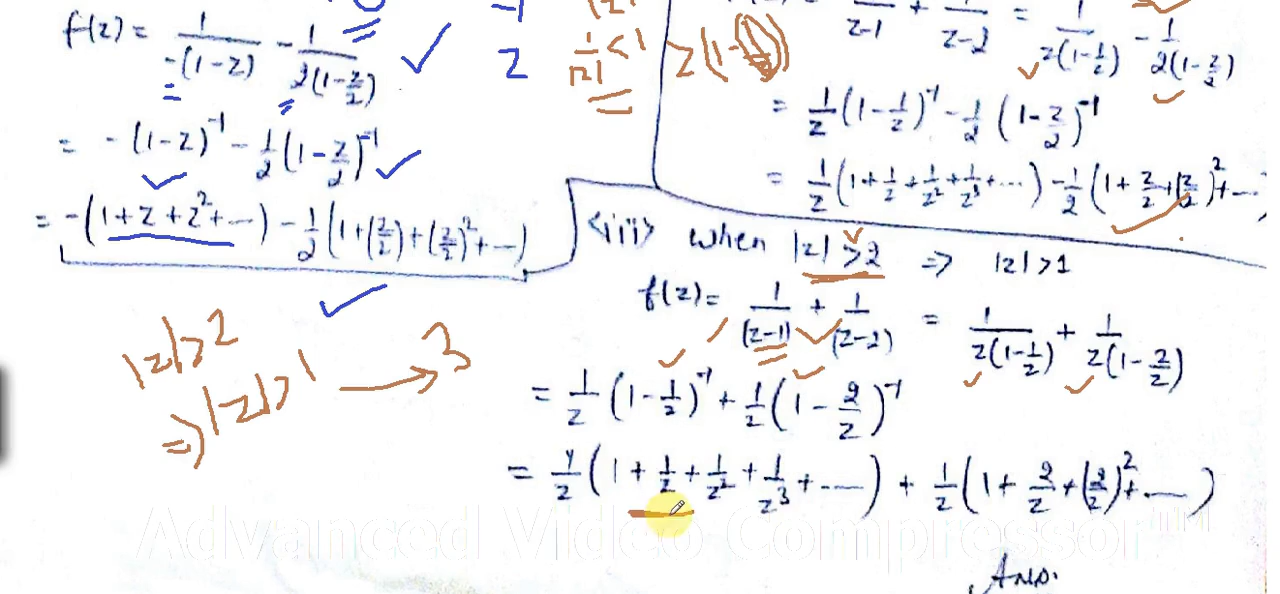 f(z) = 1/-(1-z) - 1/2(1-z/2)
= -(1-z)^-1 - 1/2 (1-z/2)^-1
= -(1+z+z^2+---) - 1/2 (1+(z/2)+(z/2)^2+---)
-1
2
|z|
1/|z| < 1
z(1-
1/z-1 + 1/z-2 = 1/z(1-1/z) - 1/2(1-z/2)
= 1/z (1-1/z)^-1 - 1/2 (1-z/2)^-1
= 1/z (1+1/z+1/z^2+1/z^3+...) - 1/2 (1+z/2+(z/2)^2+---
<iii> when |z|>2 => |z|>1
f(z) = 1/(z-1) + 1/(z-2) = 1/z(1-1/z) + 1/z(1-2/z)
= 1/z (1-1/z)^-1 + 1/z (1-2/z)^-1
= 1/z (1+1/z+1/z^2+1/z^3+----) + 1/z (1+2/z+(2/z)^2+----)
Ans.
|z|>2
=> |z|>1 → 3
Advanced Video Compressor™